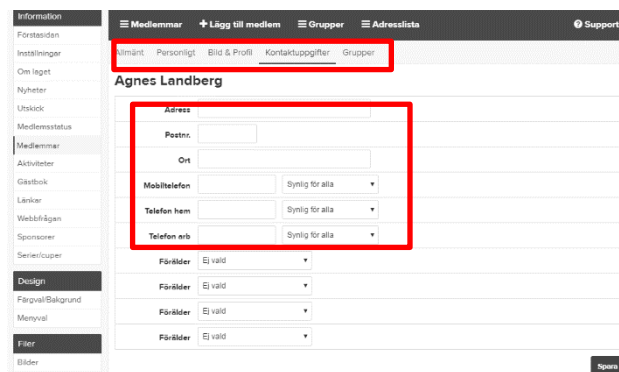 Information
Förstasidan
Inställningar
Om laget
Nyheter
Utskick
Medlemsstatus
Medlemmar
Aktiviteter
Gästbok
Länkar
Webbfrågan
Sponsorer
Serier/cuper
Design
Färgval/Bakgrund
Menyval
Filer
Bilder
Medlemmar Lägg till medlem Grupper Adresslista Support
Allmänt Personligt Bild & Profil Kontaktuppgifter Grupper
Agnes Landberg
Adress
Postnr.
Ort
Mobiltelefon Synlig för alla
Telefon hem Synlig för alla
Telefon arb Synlig för alla
Förälder Ej vald
Förälder Ej vald
Förälder Ej vald
Förälder Ej vald
Spara